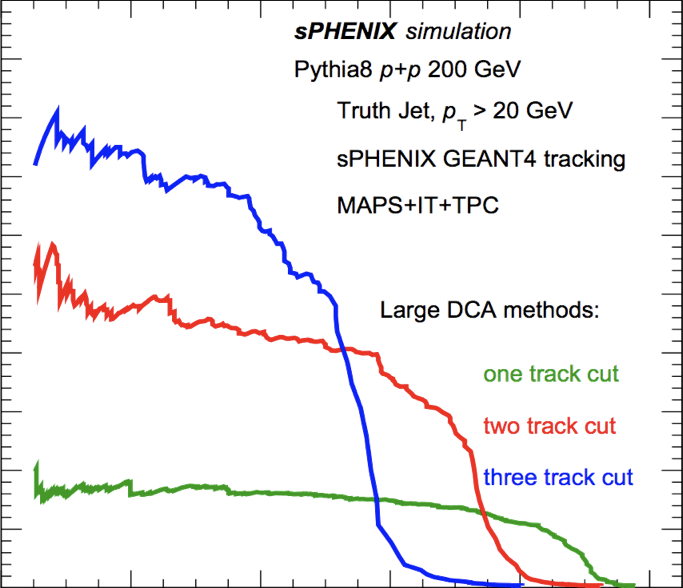 sPHENIX simulation
Pythia8 p+p 200 GeV
Truth Jet, pT > 20 GeV
sPHENIX GEANT4 tracking
MAPS+IT+TPC
Large DCA methods:
one track cut
two track cut
three track cut